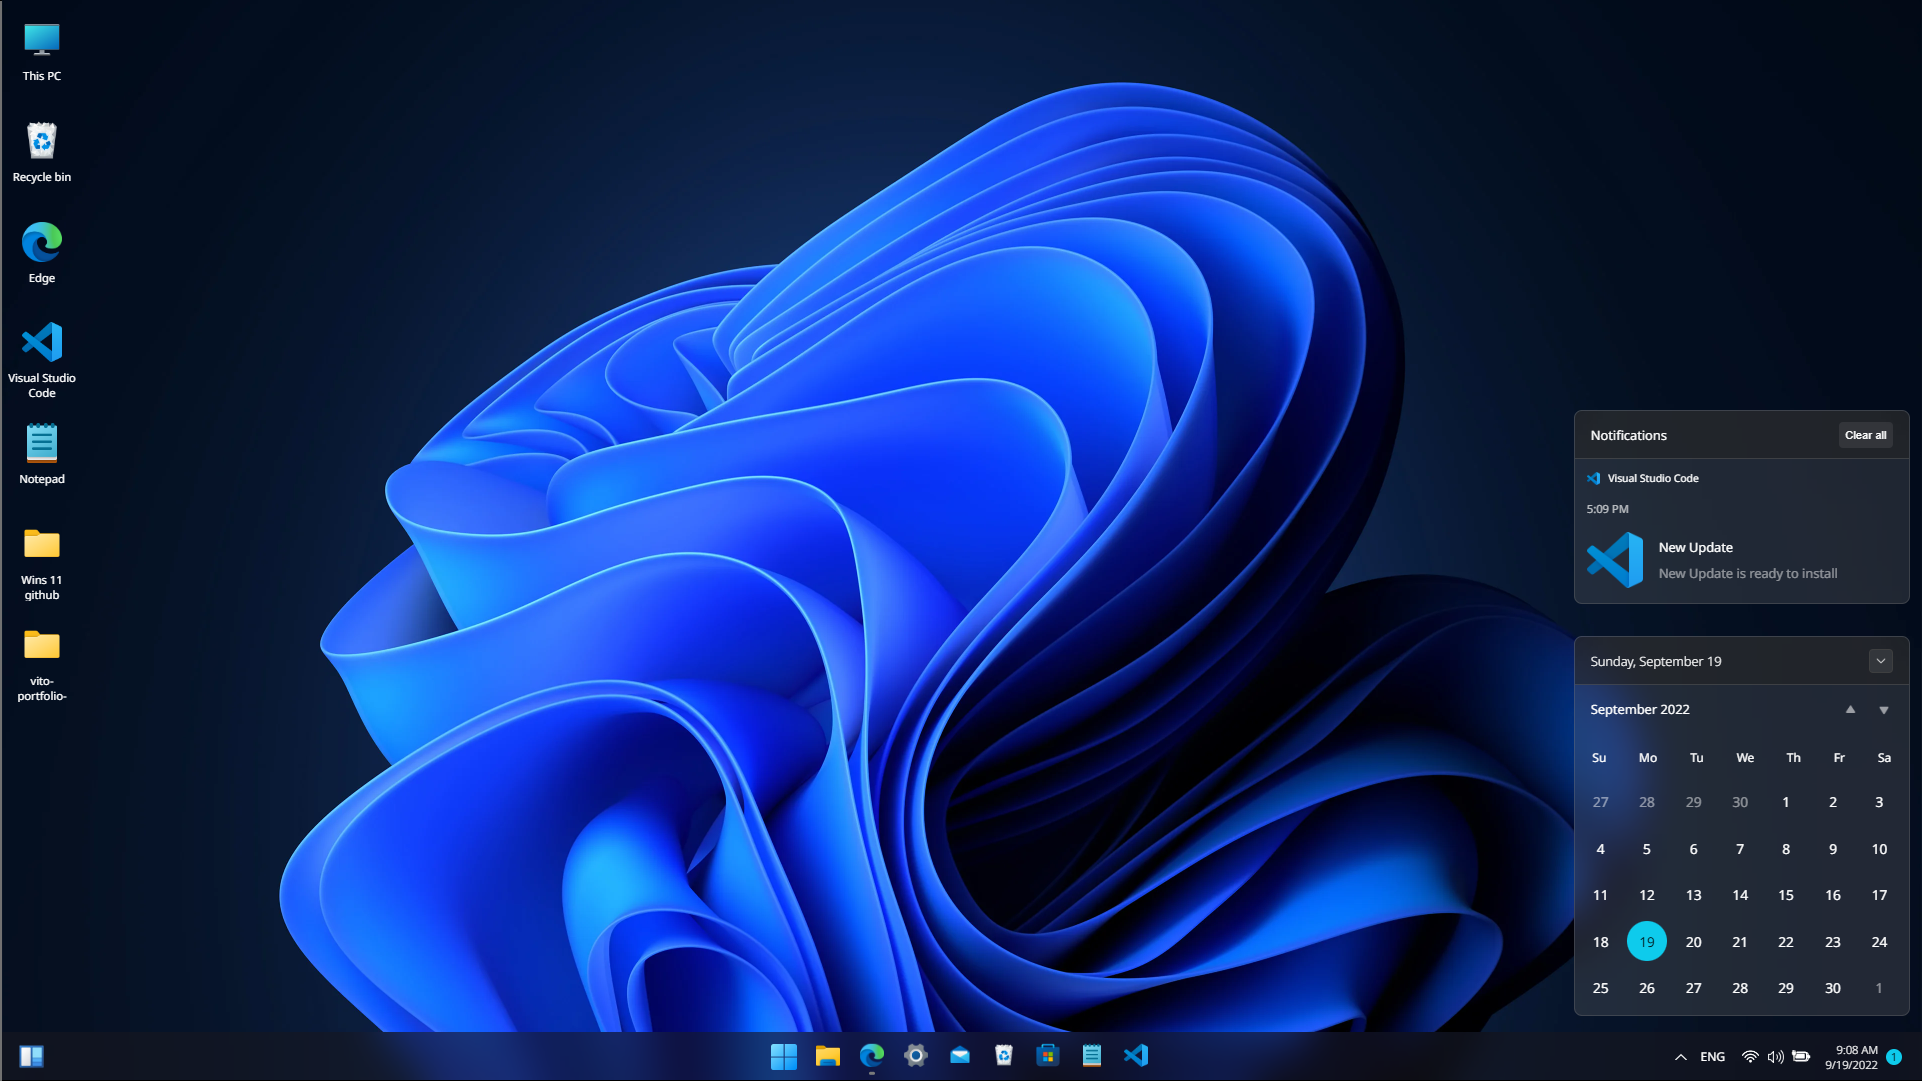 This PC
Recycle bin
Edge
Visual Studio
Code
Notepad
Wins 11
github
vito-
portfolio-
Notifications
Clear all
Visual Studio Code
5:09 PM
New Update
New Update is ready to install
Sunday, September 19
September 2022
Su Mo Tu We Th Fr Sa
27 28 29 30 1 2 3
4 5 6 7 8 9 10
11 12 13 14 15 16 17
18 19 20 21 22 23 24
25 26 27 28 29 30 1
ENG
9:08 AM
9/19/2022
1